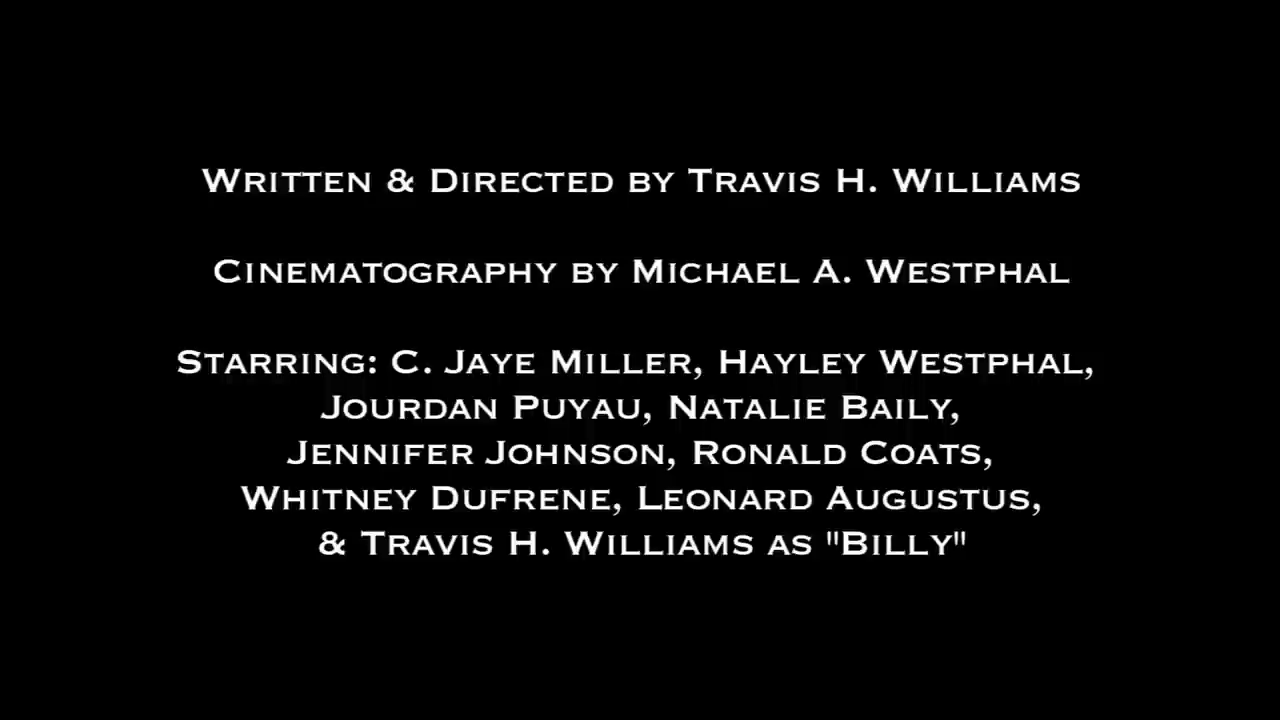 Written & Directed by Travis H. Williams
Cinematography by Michael A. Westphal
Starring: C. Jaye Miller, Hayley Westphal,
Jourdan Puyau, Natalie Baily,
Jennifer Johnson, Ronald Coats,
Whitney Dufrene, Leonard Augustus,
& Travis H. Williams as "Billy"